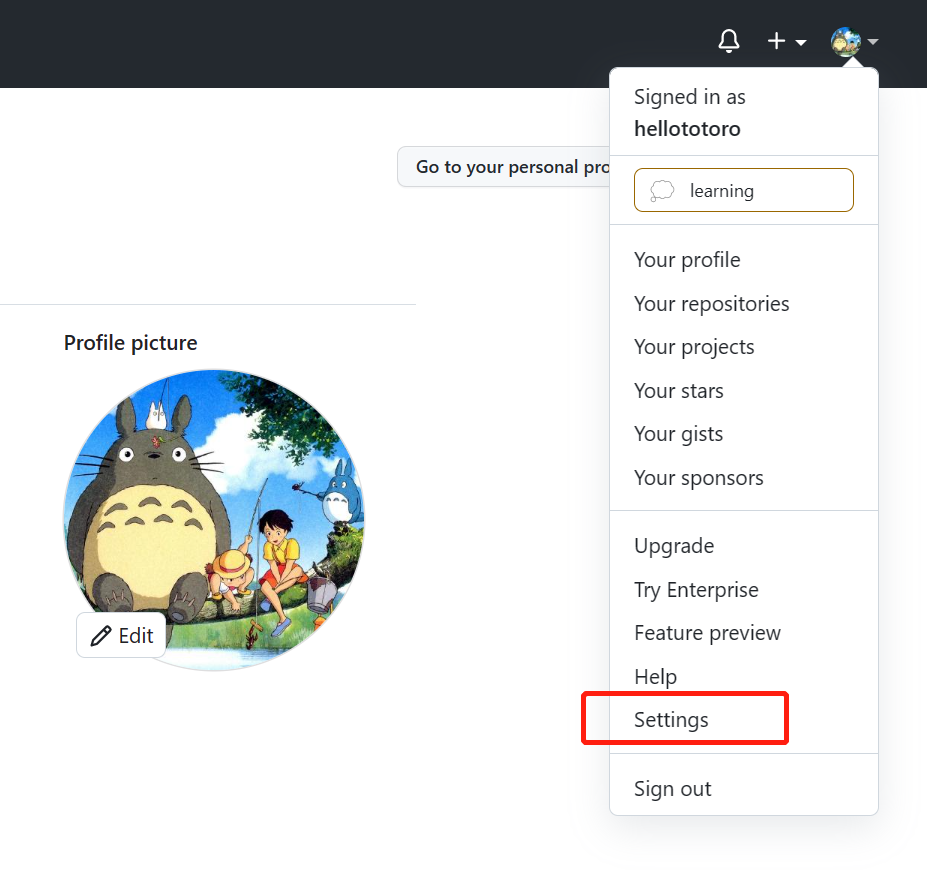 Signed in as
hellototoro
Go to your personal pro
learning
Your profile
Your repositories
Your projects
Your stars
Your gists
Your sponsors
Upgrade
Try Enterprise
Feature preview
Help
Settings
Sign out
Profile picture
Edit